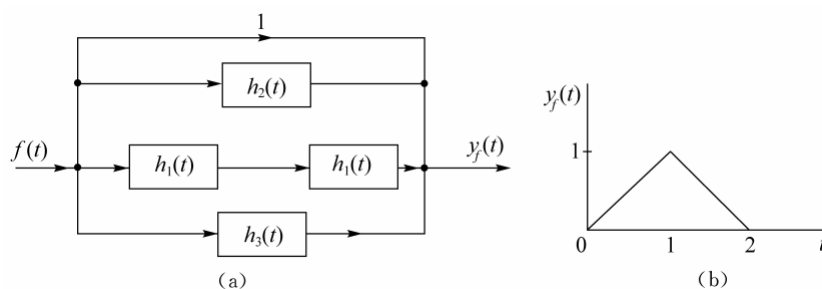 1
h₂(t)
f(t)
h₁(t)
h₁(t)
y_f(t)
h₃(t)
(a)
y_f(t)
1
0
1
2
t
(b)